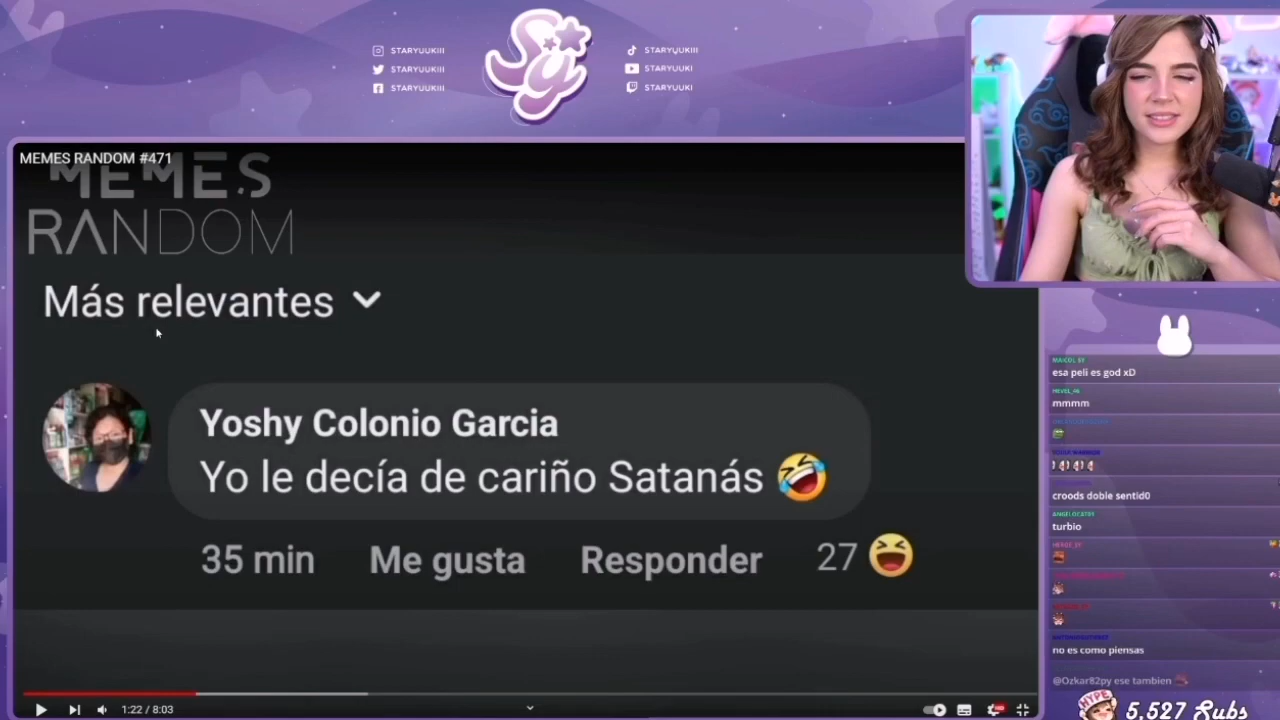 STARYUUKIII
STARYUUKIII
STARYUUKIII
STARYUUKIII
STARYUUKI
STARYUUKI
MEMES RANDOM #471
MEMES
RANDOM
Más relevantes
Yoshy Colonio Garcia
Yo le decía de cariño Satanás 🤣
35 min Me gusta Responder 27 😆
1:22 / 8:03
esa peli es god xD
mmmm
croods doble sentid0
turbio
no es como piensas
@Ozkar82py ese tambien
HYPE
5,527 Rubs